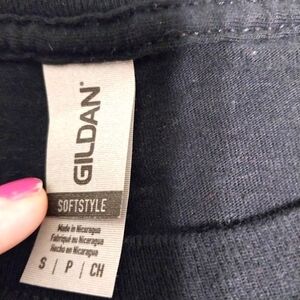 GILDAN®
SOFTSTYLE
Made in Nicaragua
Fabriqué au Nicaragua
Hecho en Nicaragua
S | P | CH